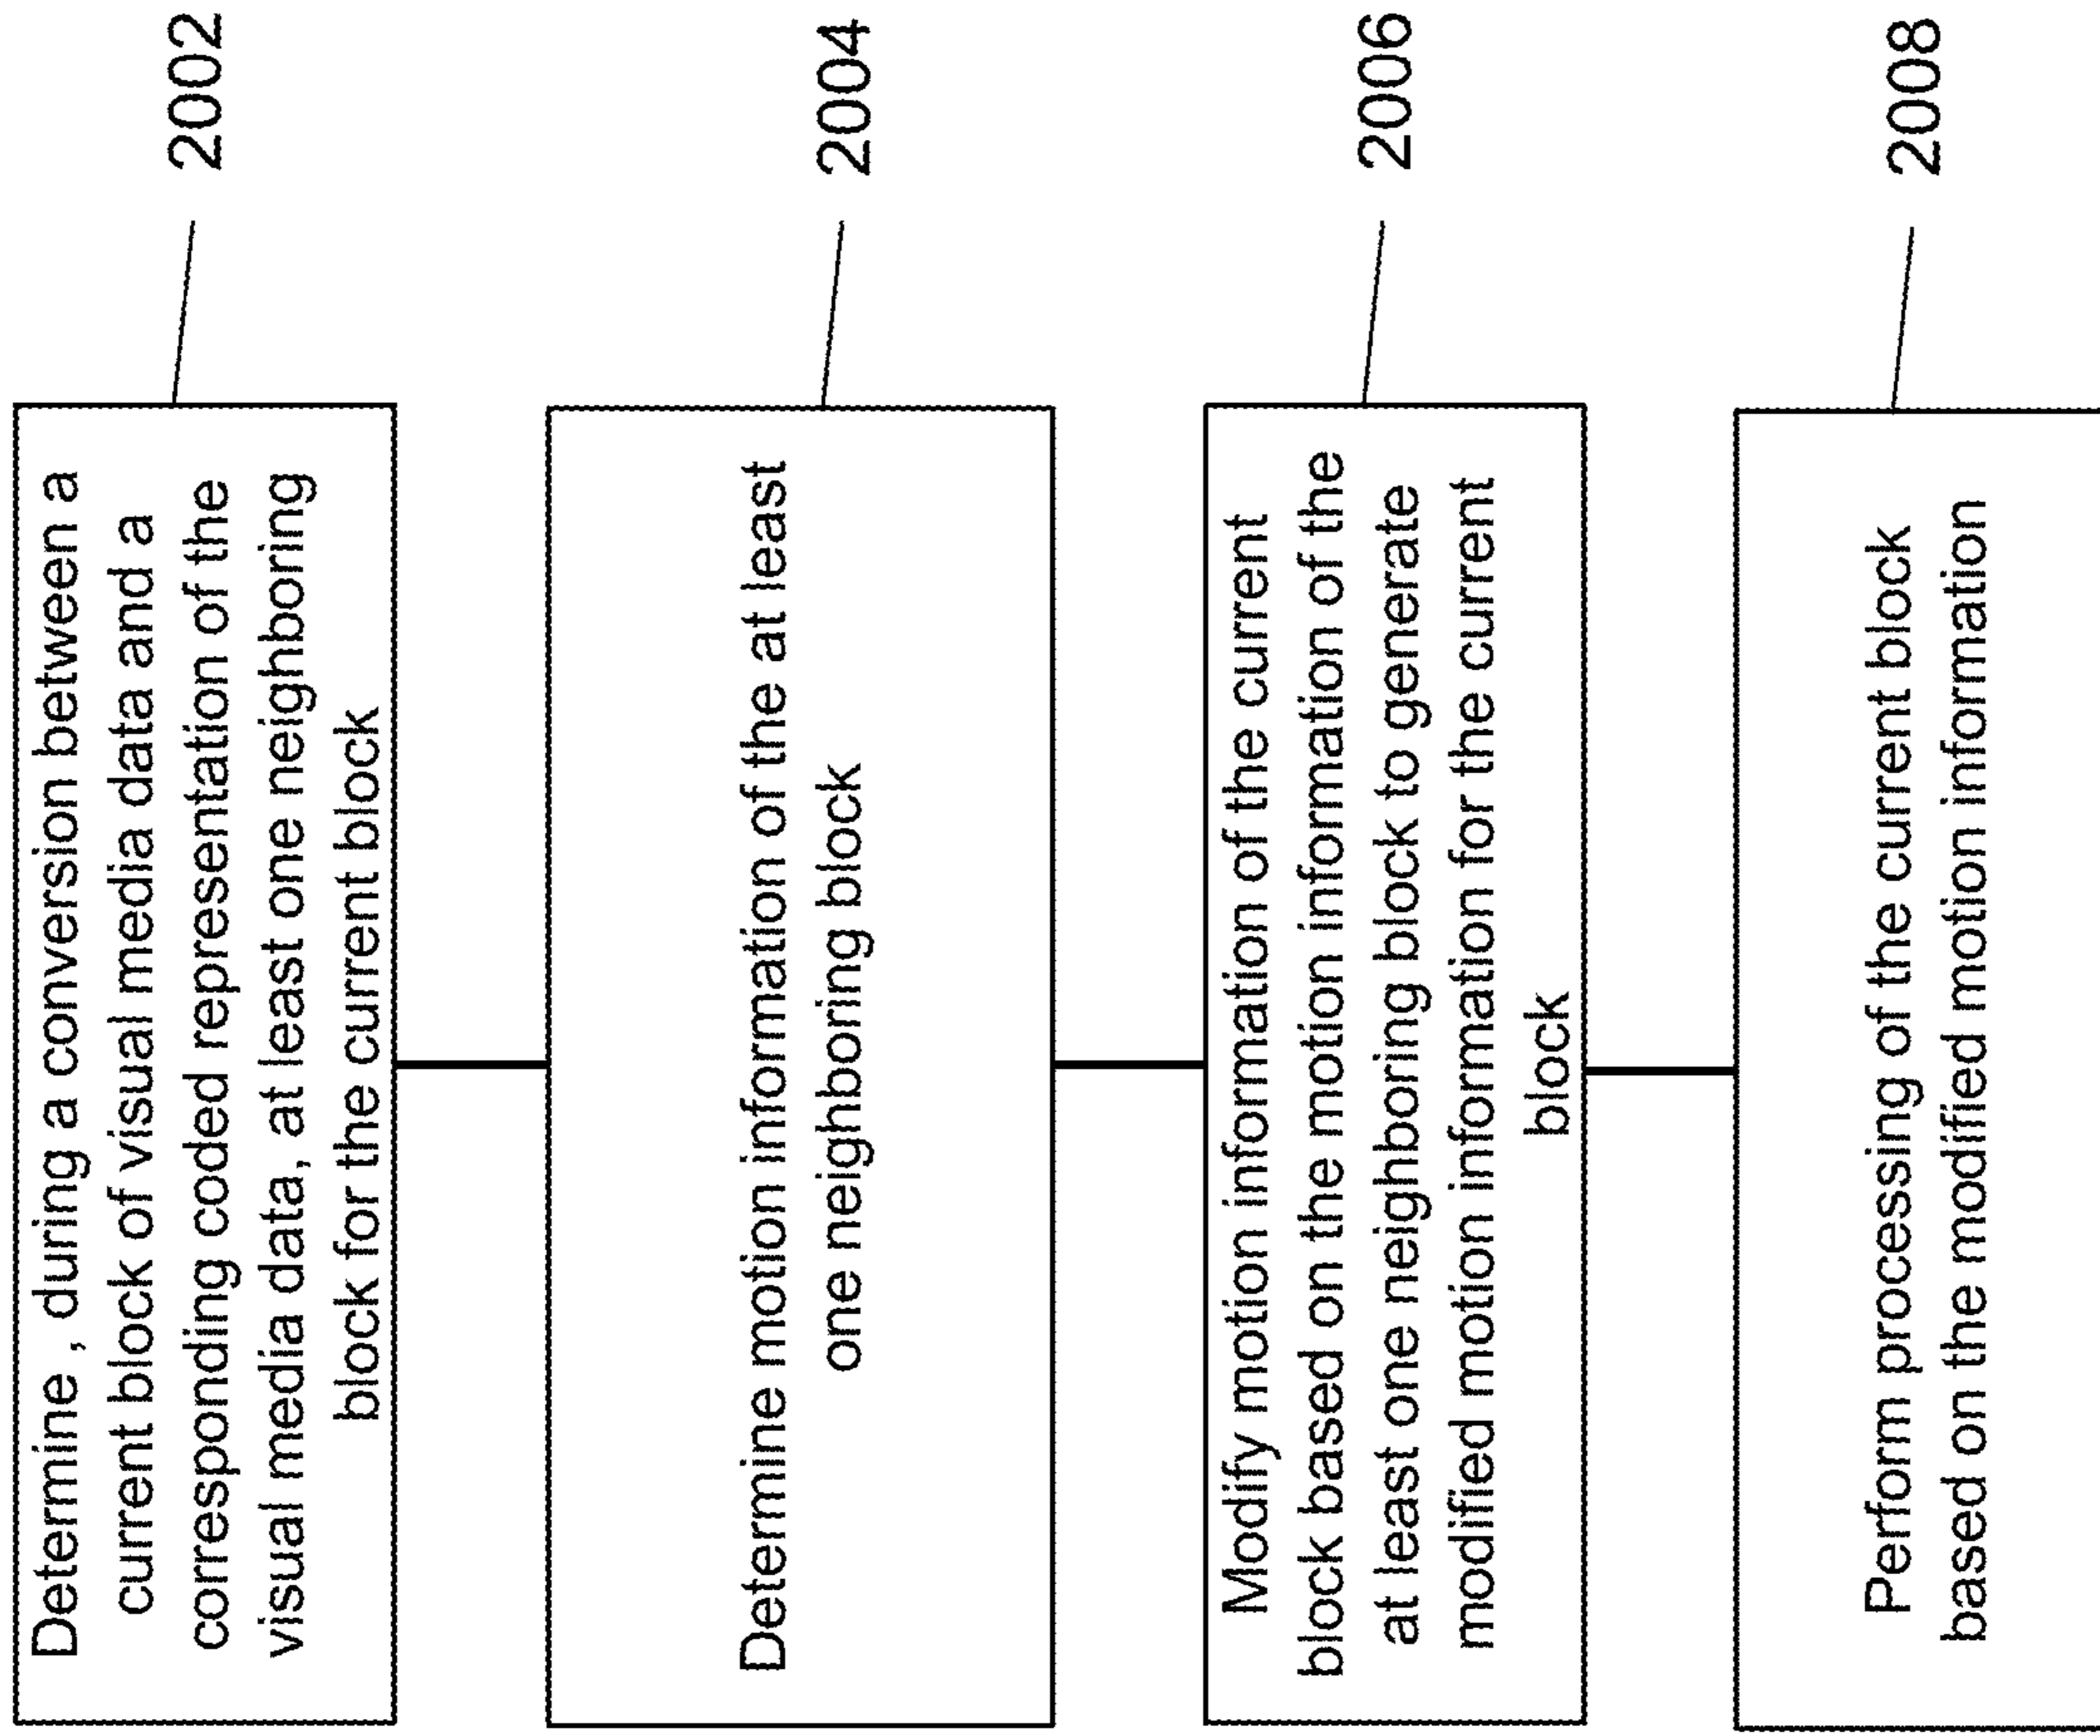 Determine , during a conversion between a
current block of visual media data and a
corresponding coded representation of the
visual media data, at least one neighboring
block for the current block
2002
Determine motion information of the at least
one neighboring block
2004
Modify motion information of the current
block based on the motion information of the
at least one neighboring block to generate
modified motion information for the current
block
2006
Perform processing of the current block
based on the modified motion information
2008